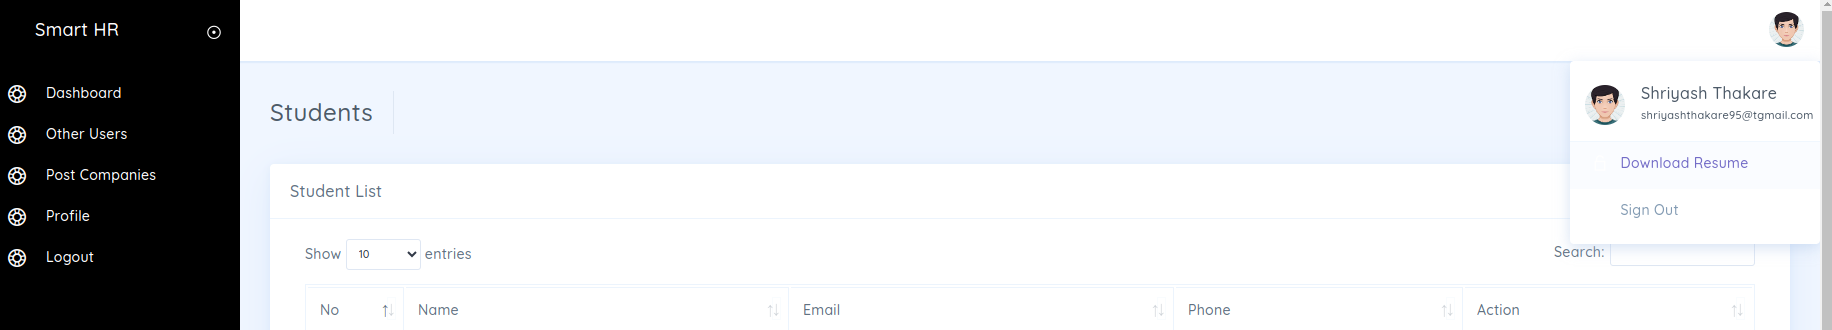 Smart HR
Dashboard
Other Users
Post Companies
Profile
Logout
Students
Shriyash Thakare
shriyashthakare95@tgmail.com
Download Resume
Sign Out
Student List
Show 10 entries
Search:
No Name Email Phone Action